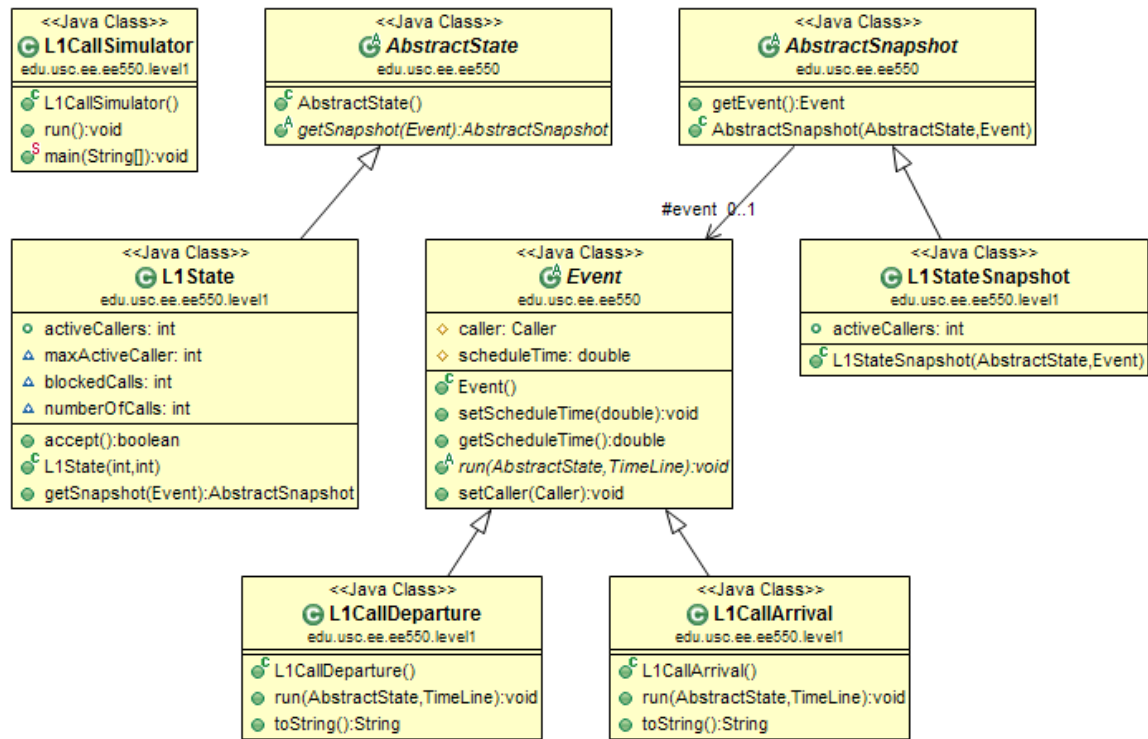 <<Java Class>>
L1CallSimulator
edu.usc.ee.ee550.level1
L1CallSimulator()
run():void
main(String[]):void
<<Java Class>>
AbstractState
edu.usc.ee.ee550
AbstractState()
getSnapshot(Event):AbstractSnapshot
<<Java Class>>
AbstractSnapshot
edu.usc.ee.ee550
getEvent():Event
AbstractSnapshot(AbstractState,Event)
#event 0..1
<<Java Class>>
L1State
edu.usc.ee.ee550.level1
activeCallers: int
maxActiveCaller: int
blockedCalls: int
numberOfCalls: int
accept():boolean
L1State(int,int)
getSnapshot(Event):AbstractSnapshot
<<Java Class>>
Event
edu.usc.ee.ee550
caller: Caller
scheduleTime: double
Event()
setScheduleTime(double):void
getScheduleTime():double
run(AbstractState,TimeLine):void
setCaller(Caller):void
<<Java Class>>
L1StateSnapshot
edu.usc.ee.ee550.level1
activeCallers: int
L1StateSnapshot(AbstractState,Event)
<<Java Class>>
L1CallDeparture
edu.usc.ee.ee550.level1
L1CallDeparture()
run(AbstractState,TimeLine):void
toString():String
<<Java Class>>
L1CallArrival
edu.usc.ee.ee550.level1
L1CallArrival()
run(AbstractState,TimeLine):void
toString():String